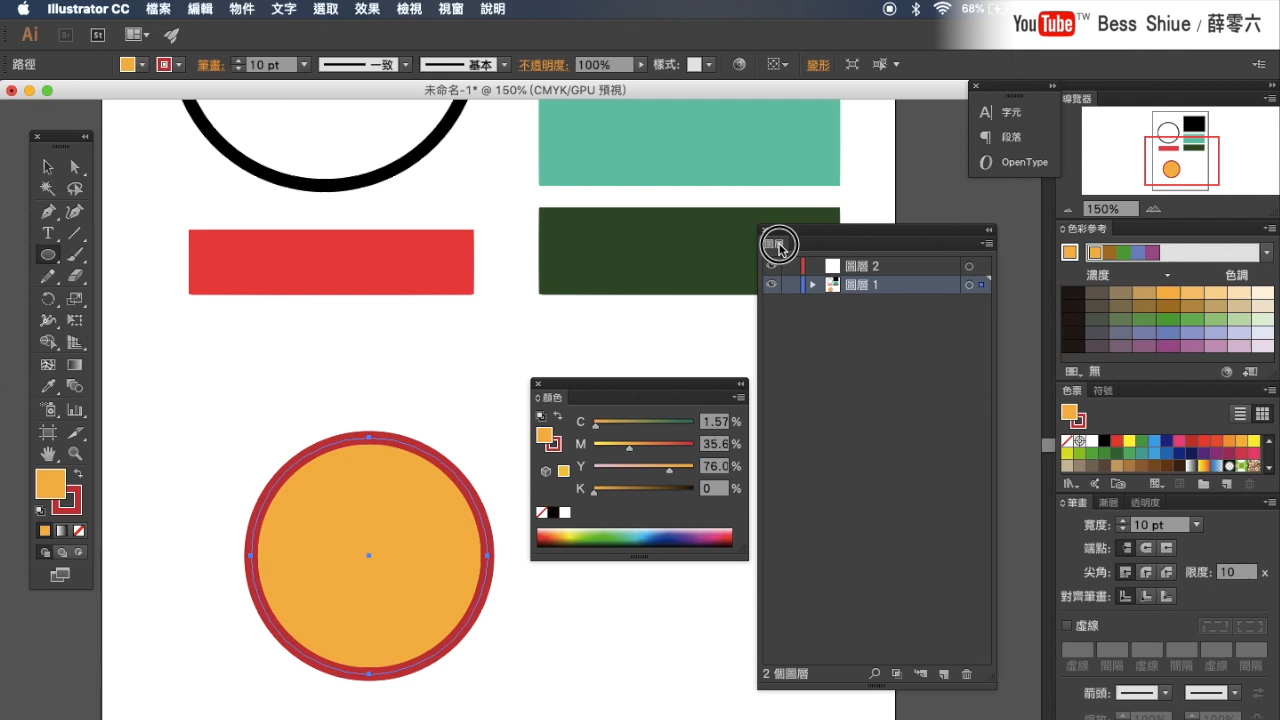 Illustrator CC 檔案 編輯 物件 文字 選取 效果 檢視 視窗 說明
68%
YouTube TW Bess Shiue / 薛零六
Ai Br St
路徑 筆畫: 10 pt 一致 基本 不透明度: 100% 樣式: 變形
未命名-1* @ 150% (CMYK/GPU 預視)
字元
段落
OpenType
導覽器
150%
色彩參考
濃度 色調
無
色票 符號
筆畫 漸層 透明度
寬度: 10 pt
端點:
尖角: 限度: 10 x
對齊筆畫:
虛線
虛線 間隔 虛線 間隔 虛線 間隔
箭頭:
圖層 2
圖層 1
2 個圖層
顏色
C 1.57 %
M 35.6 %
Y 76.0 %
K 0 %